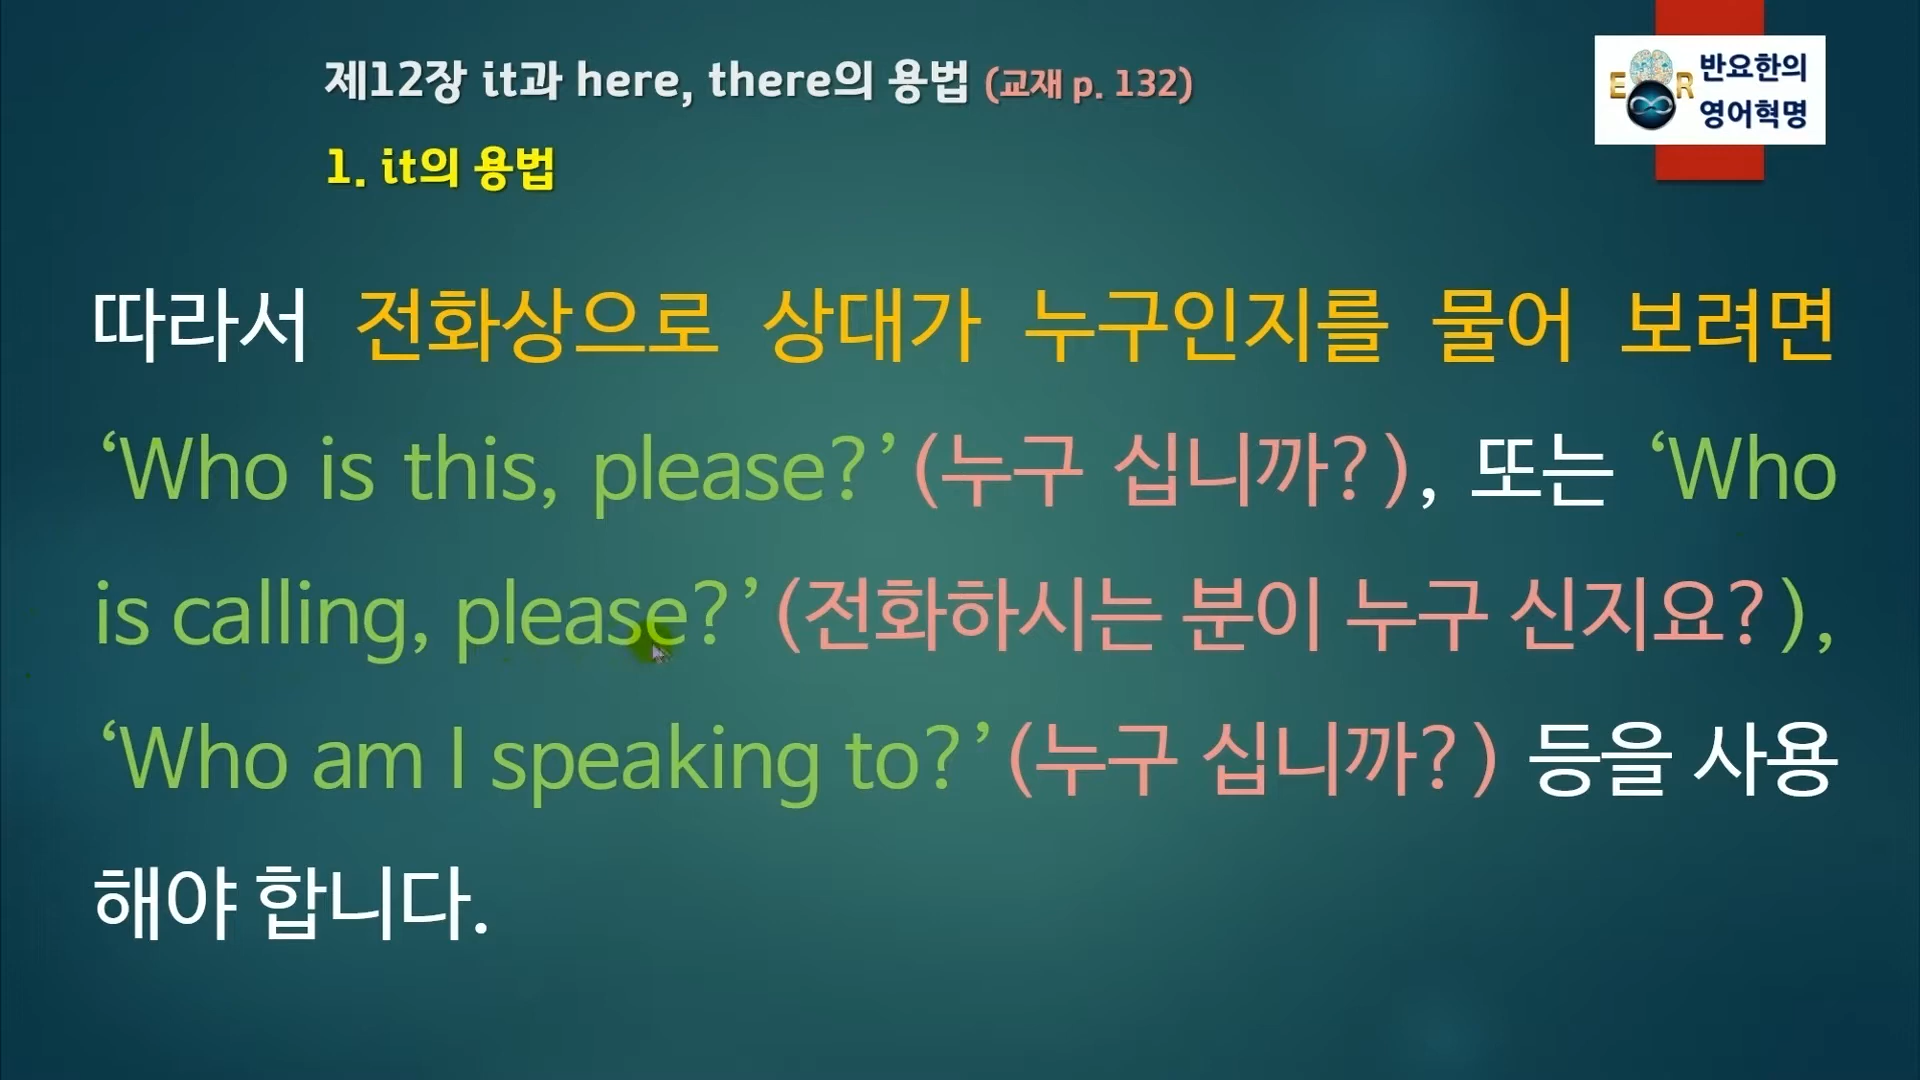 제12장 it과 here, there의 용법 (교재 p. 132)
E R 반요한의
영어혁명
1. it의 용법
따라서 전화상으로 상대가 누구인지를 물어 보려면
‘Who is this, please?’(누구 십니까?), 또는 ‘Who
is calling, please?’(전화하시는 분이 누구 신지요?),
‘Who am I speaking to?’(누구 십니까?) 등을 사용
해야 합니다.